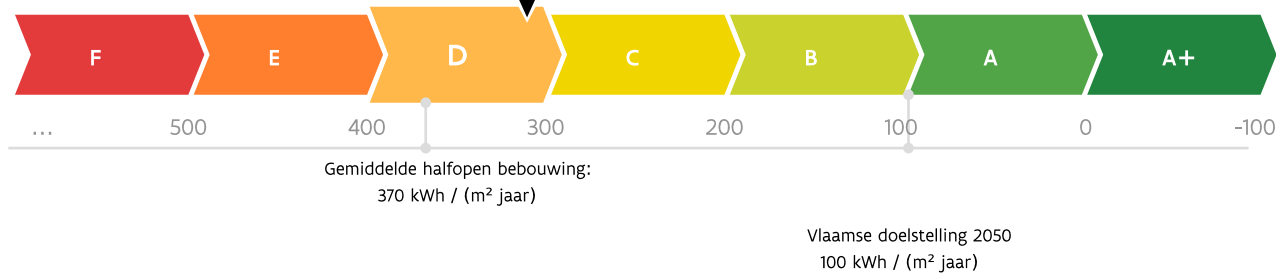 F E D C B A A+
... 500 400 300 200 100 0 -100
Gemiddelde halfopen bebouwing:
370 kWh / (m² jaar)
Vlaamse doelstelling 2050
100 kWh / (m² jaar)